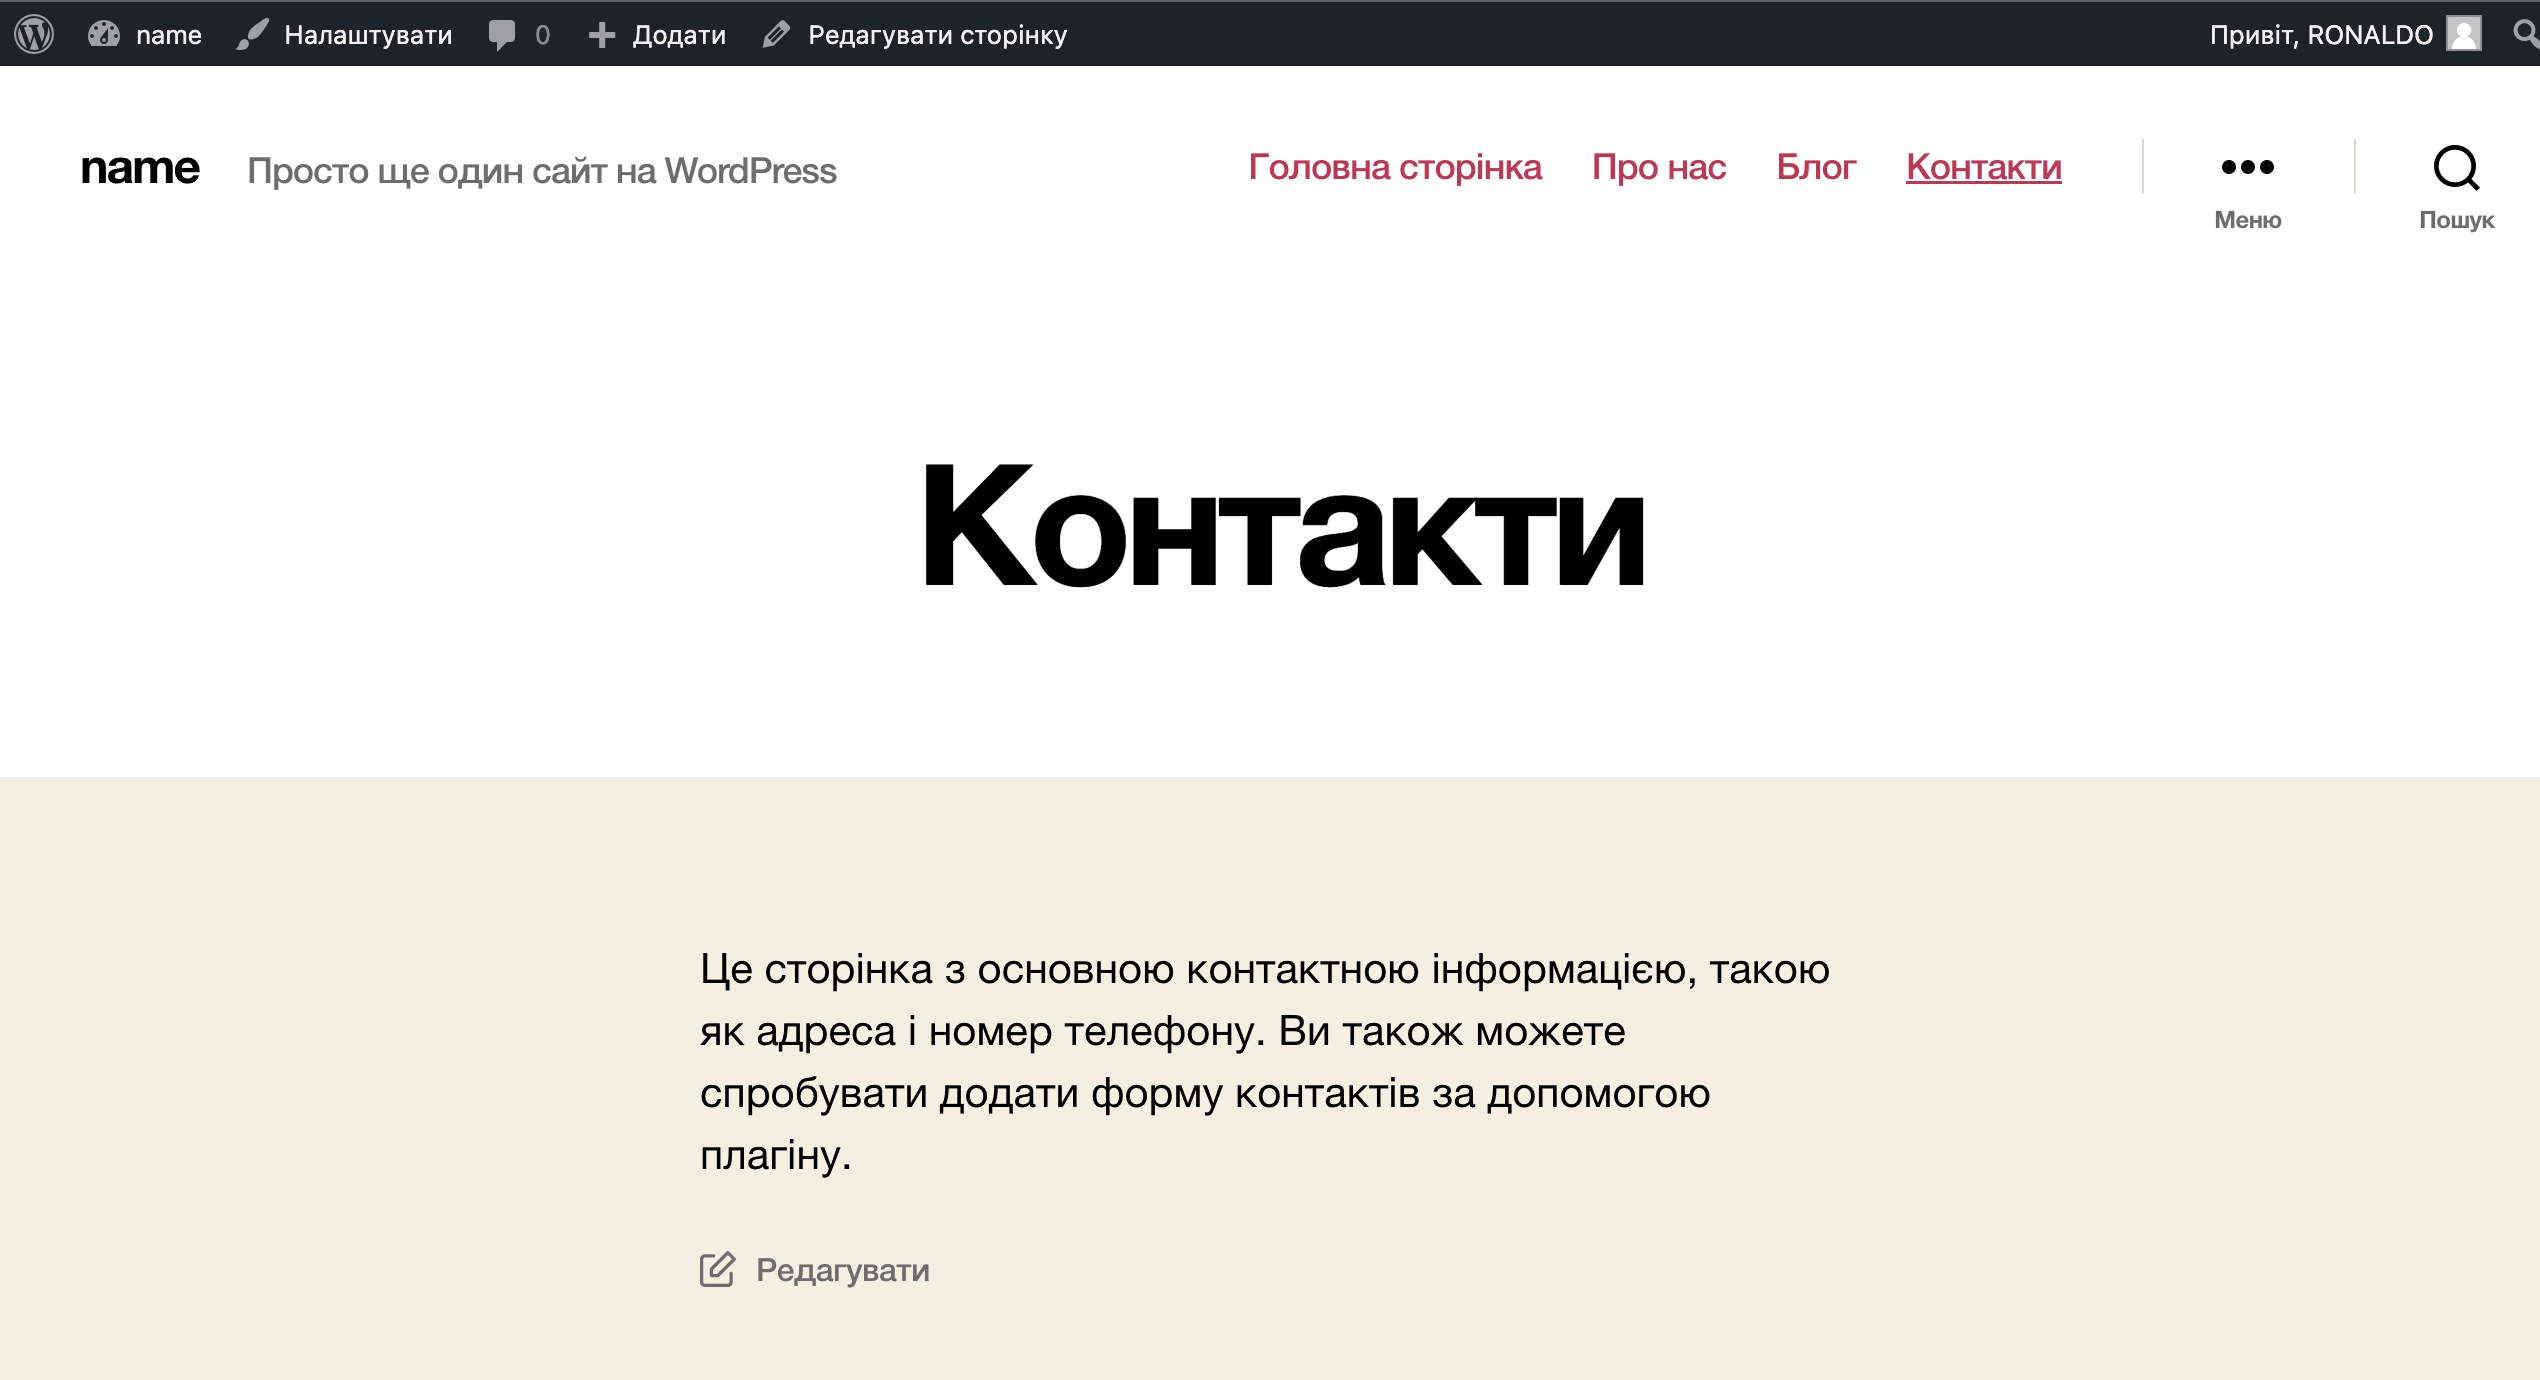 name Налаштувати 0 Додати Редагувати сторінку Привіт, RONALDO
name Просто ще один сайт на WordPress Головна сторінка Про нас Блог Контакти
Меню Пошук
Контакти
Це сторінка з основною контактною інформацією, такою
як адреса і номер телефону. Ви також можете
спробувати додати форму контактів за допомогою
плагіну.
Редагувати